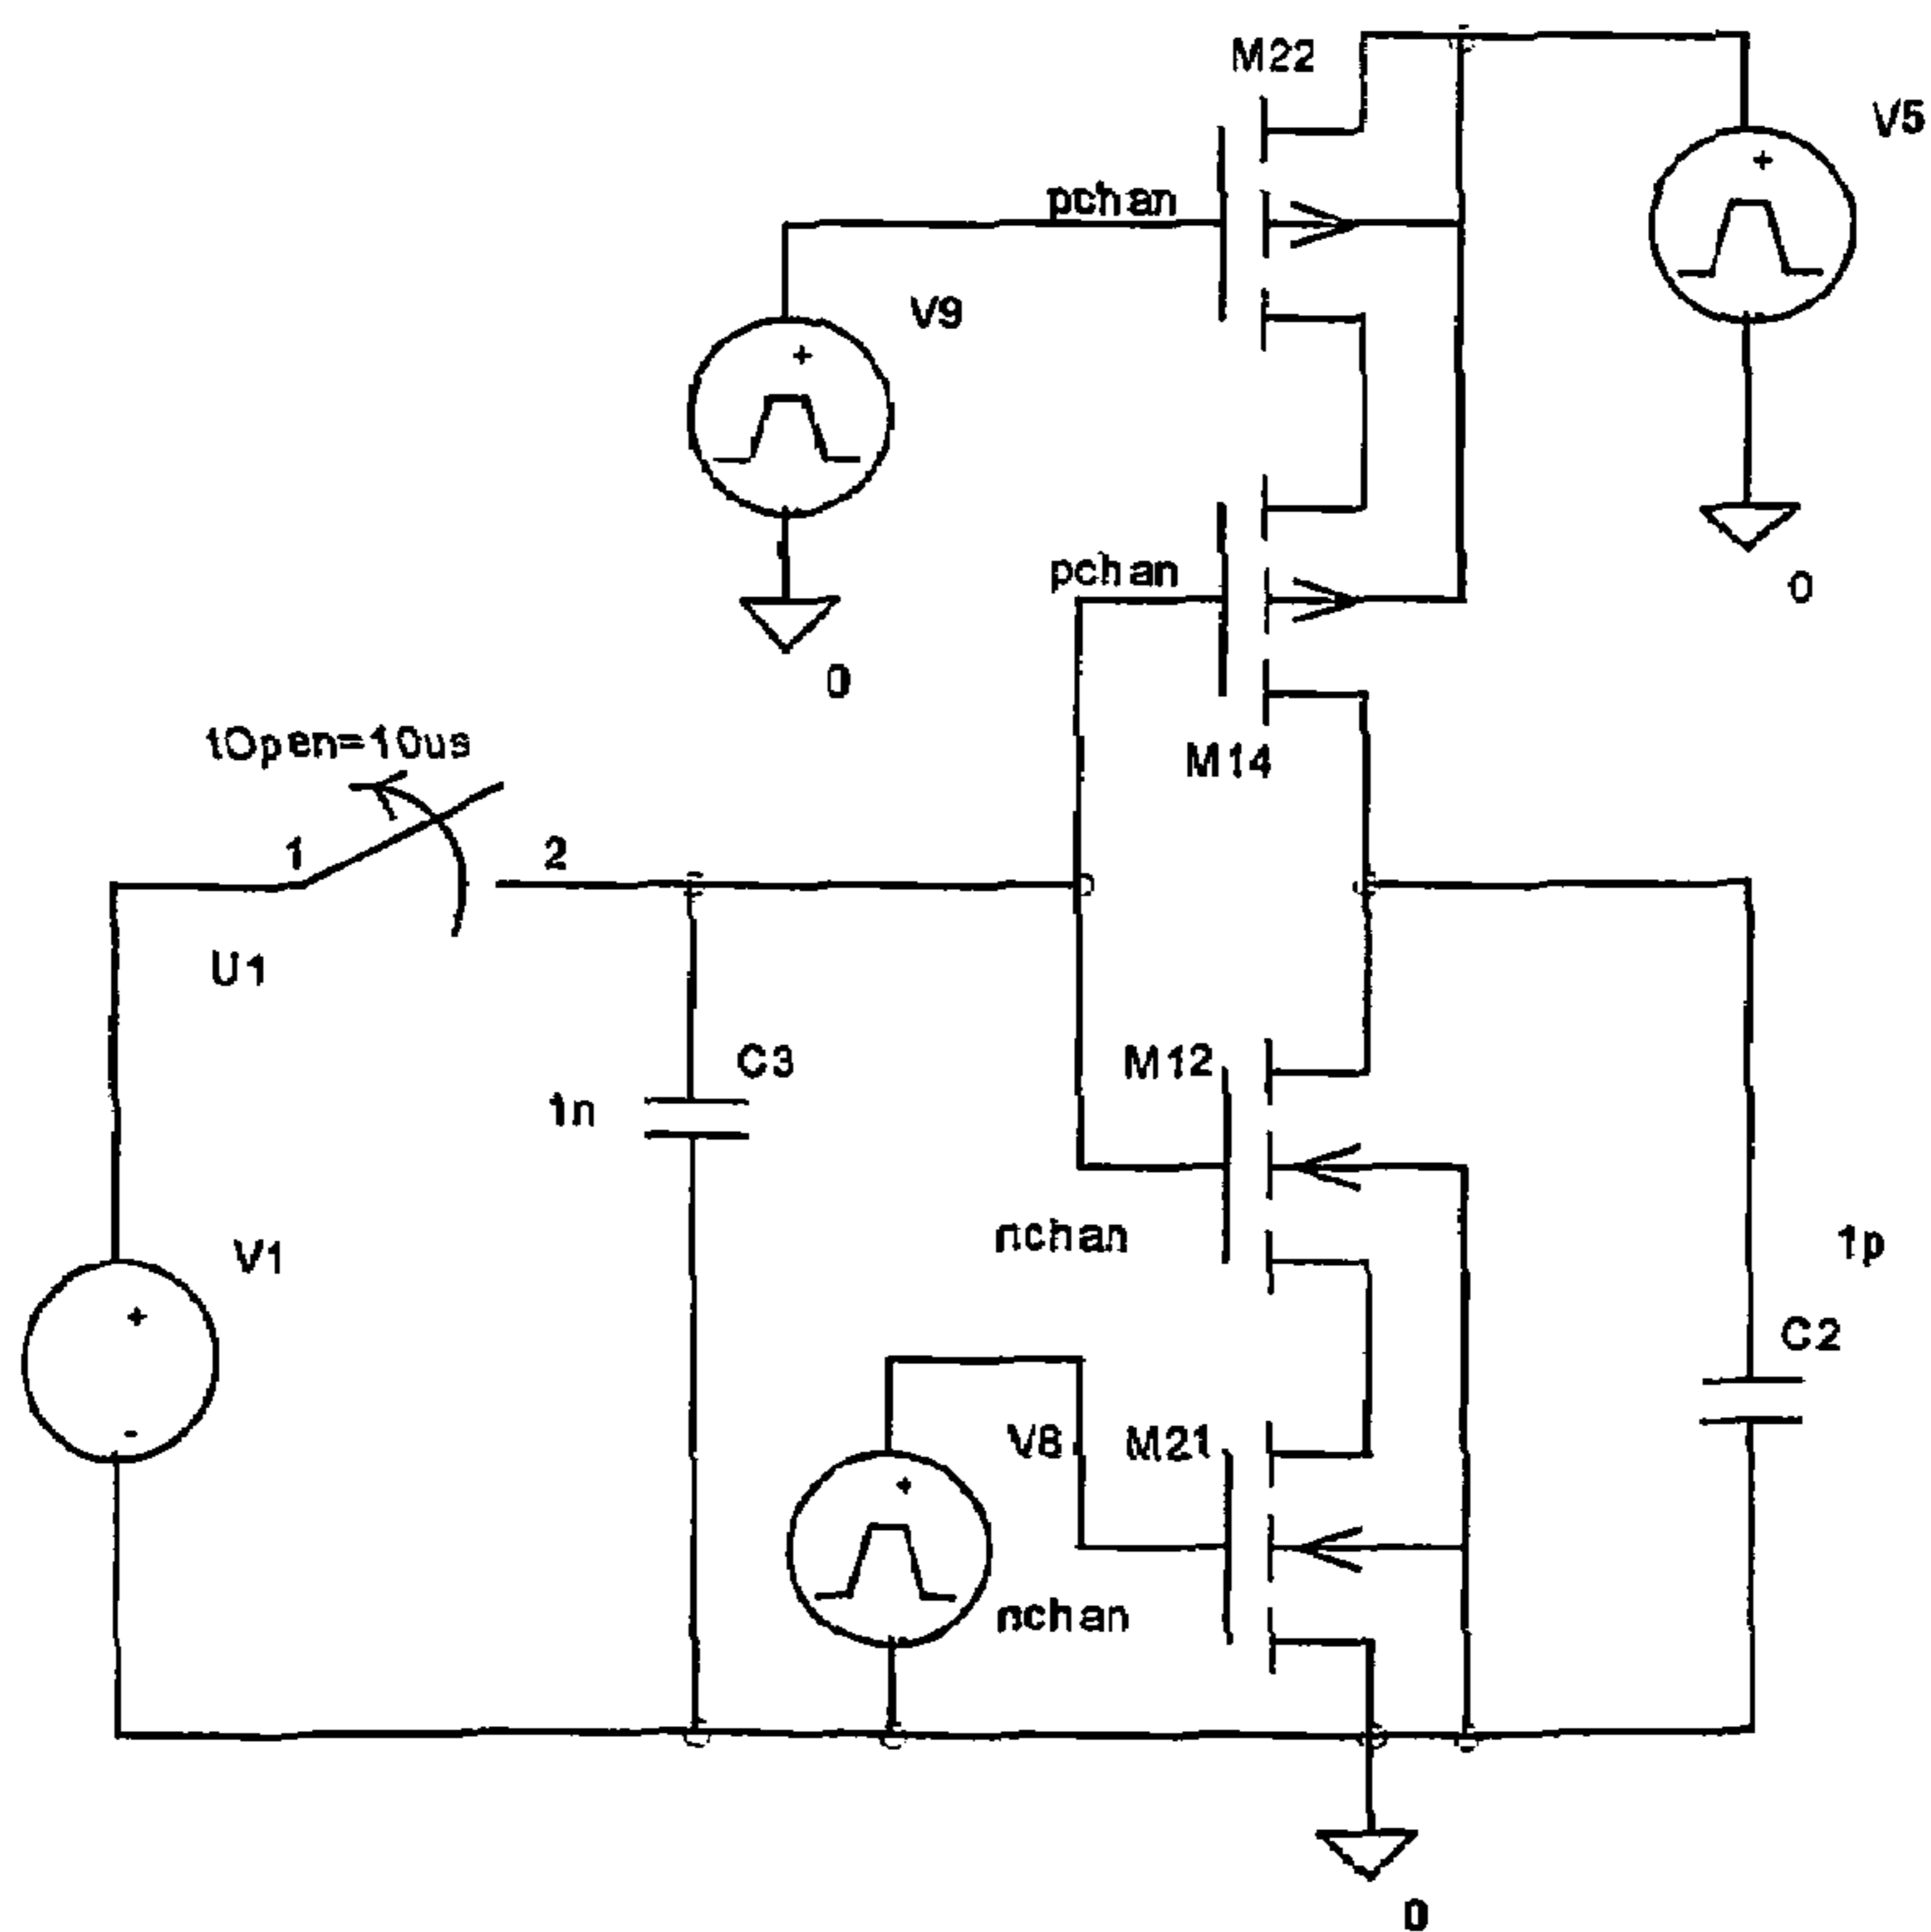 M22
V5
pchan
V9
pchan
0
0
tOpen=10us
M14
1
2
U1
C3
M12
1n
nchan
V1
1p
C2
V8
M21
nchan
0